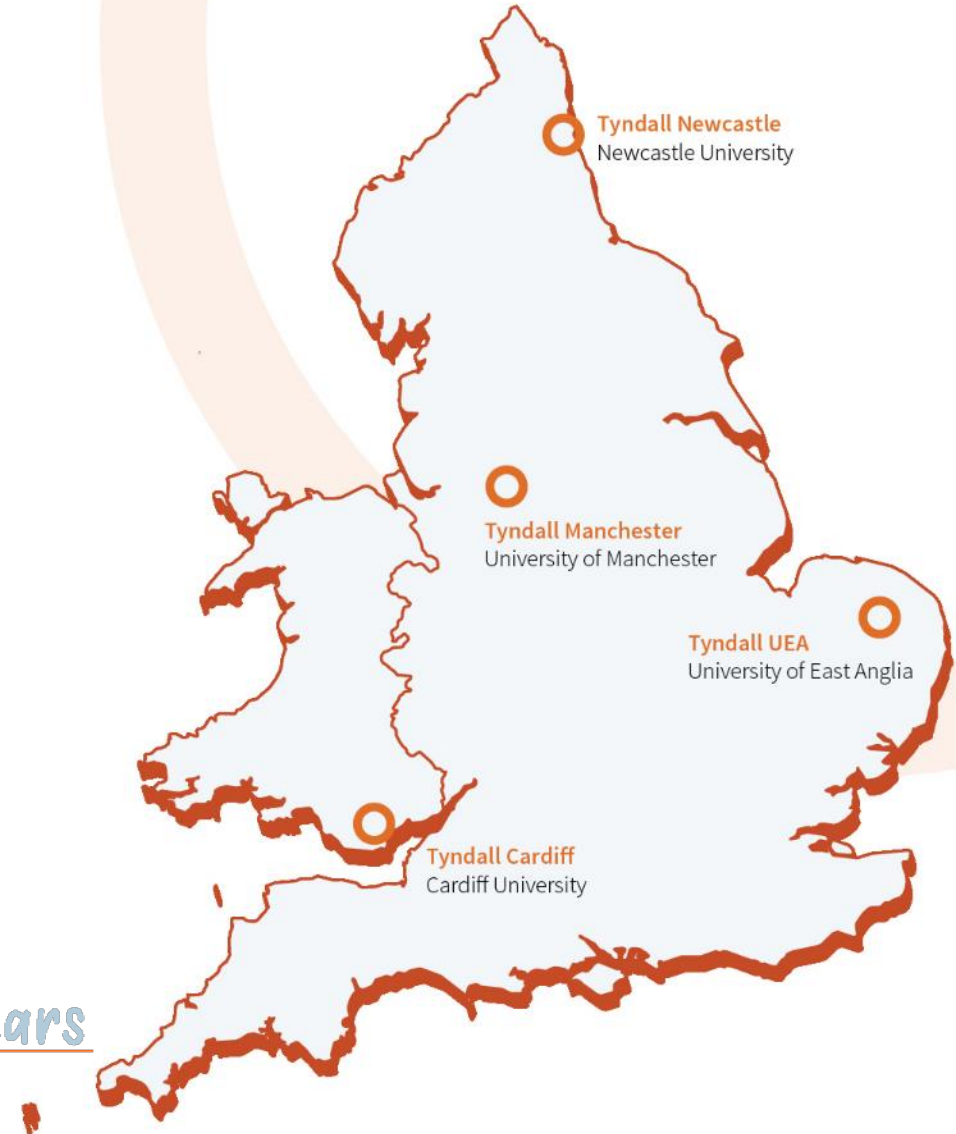 Tyndall Newcastle
Newcastle University
Tyndall Manchester
University of Manchester
Tyndall UEA
University of East Anglia
Tyndall Cardiff
Cardiff University